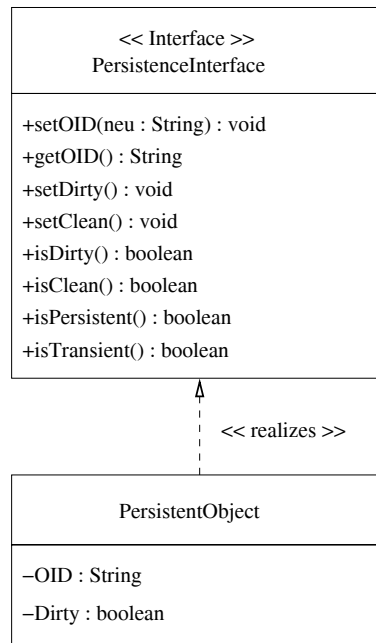 << Interface >>
PersistenceInterface
+setOID(neu : String) : void
+getOID() : String
+setDirty() : void
+setClean() : void
+isDirty() : boolean
+isClean() : boolean
+isPersistent() : boolean
+isTransient() : boolean
<< realizes >>
PersistentObject
−OID : String
−Dirty : boolean